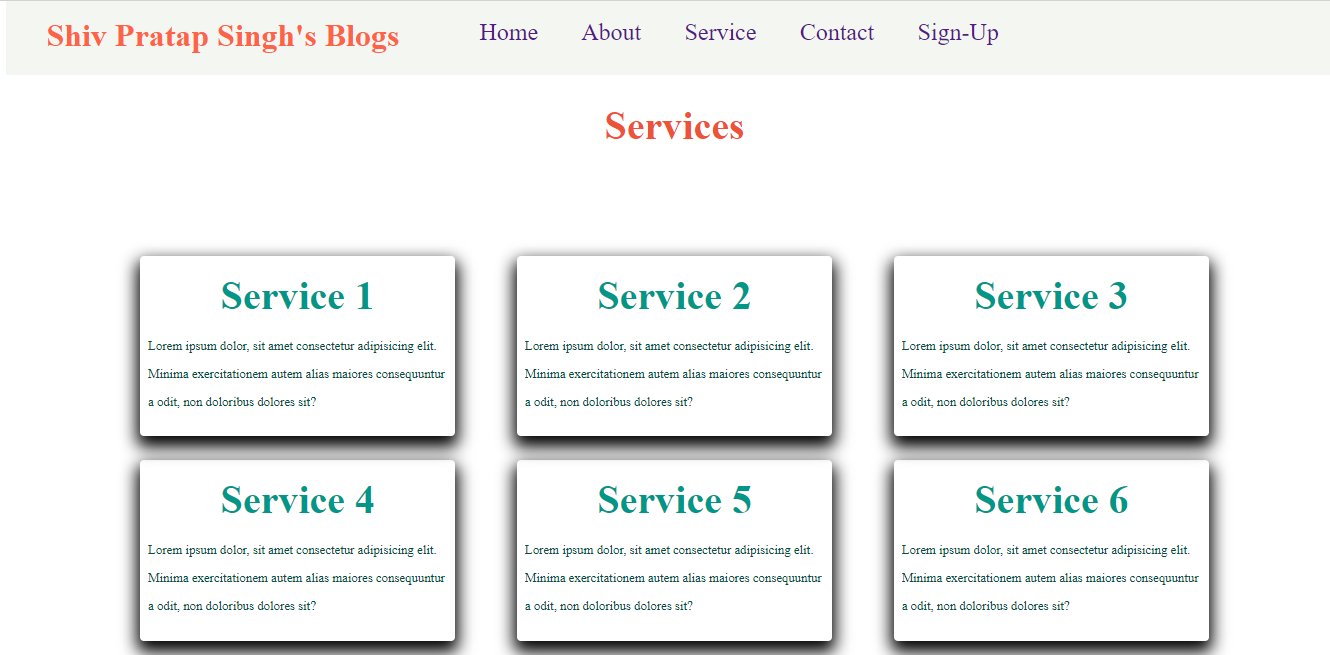 Shiv Pratap Singh's Blogs Home About Service Contact Sign-Up
Services
Service 1
Lorem ipsum dolor, sit amet consectetur adipisicing elit.
Minima exercitationem autem alias maiores consequuntur
a odit, non doloribus dolores sit?
Service 2
Lorem ipsum dolor, sit amet consectetur adipisicing elit.
Minima exercitationem autem alias maiores consequuntur
a odit, non doloribus dolores sit?
Service 3
Lorem ipsum dolor, sit amet consectetur adipisicing elit.
Minima exercitationem autem alias maiores consequuntur
a odit, non doloribus dolores sit?
Service 4
Lorem ipsum dolor, sit amet consectetur adipisicing elit.
Minima exercitationem autem alias maiores consequuntur
a odit, non doloribus dolores sit?
Service 5
Lorem ipsum dolor, sit amet consectetur adipisicing elit.
Minima exercitationem autem alias maiores consequuntur
a odit, non doloribus dolores sit?
Service 6
Lorem ipsum dolor, sit amet consectetur adipisicing elit.
Minima exercitationem autem alias maiores consequuntur
a odit, non doloribus dolores sit?